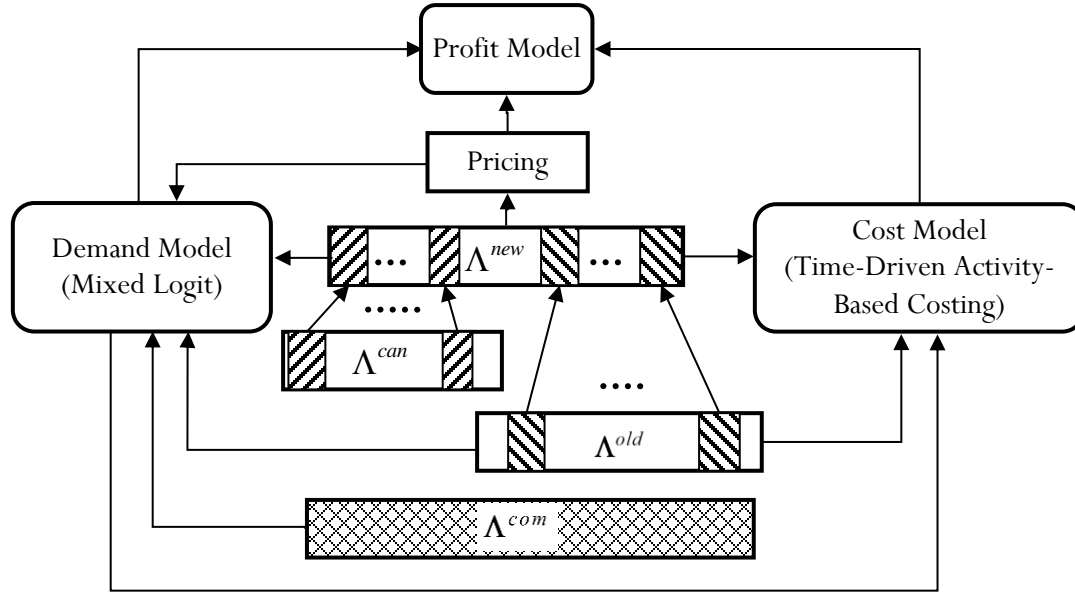 Profit Model
Pricing
Demand Model
(Mixed Logit)
... Λ^new ...
Cost Model
(Time-Driven Activity-
Based Costing)
.....
Λ^can
....
Λ^old
Λ^com